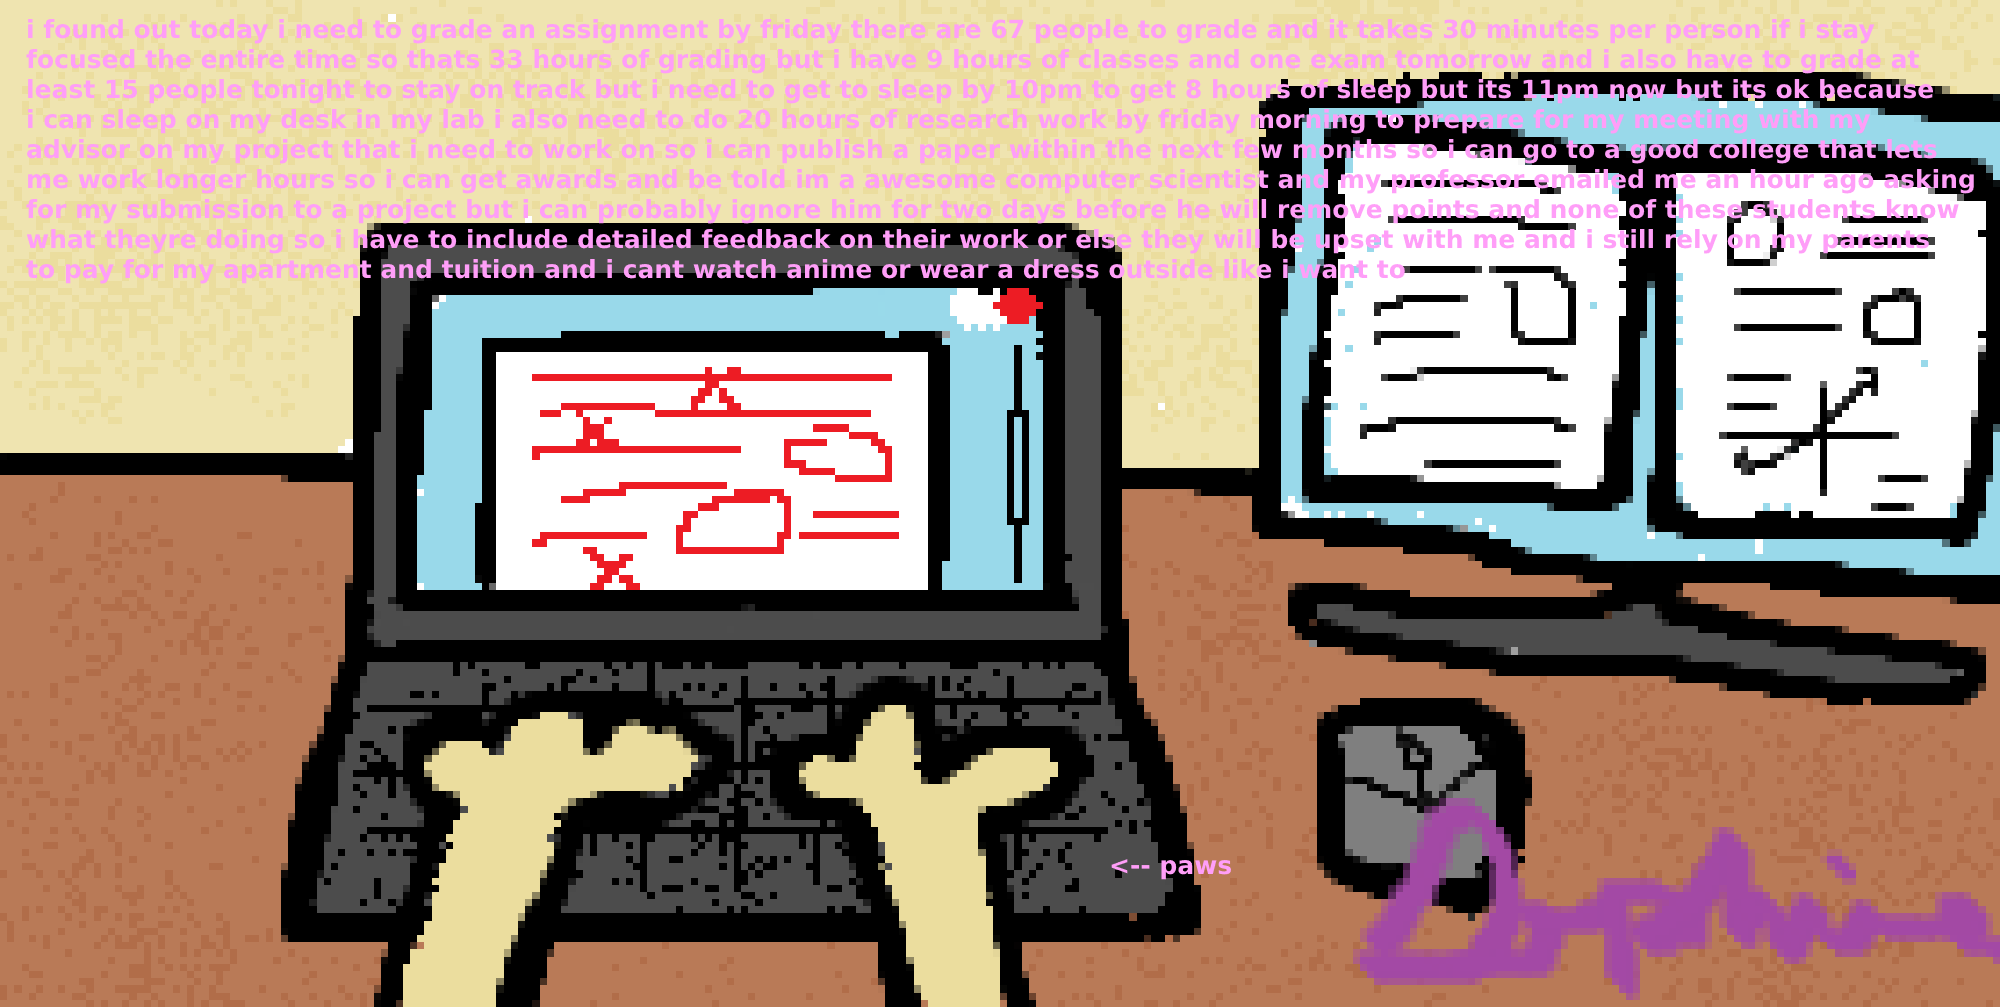 i found out today i need to grade an assignment by friday there are 67 people to grade and it takes 30 minutes per person if i stay
focused the entire time so thats 33 hours of grading but i have 9 hours of classes and one exam tomorrow and i also have to grade at
least 15 people tonight to stay on track but i need to get to sleep by 10pm to get 8 hours of sleep but its 11pm now but its ok because
i can sleep on my desk in my lab i also need to do 20 hours of research work by friday morning to prepare for my meeting with my
advisor on my project that i need to work on so i can publish a paper within the next few months so i can go to a good college that lets
me work longer hours so i can get awards and be told im a awesome computer scientist and my professor emailed me an hour ago asking
for my submission to a project but i can probably ignore him for two days before he will remove points and none of these students know
what theyre doing so i have to include detailed feedback on their work or else they will be upset with me and i still rely on my parents
to pay for my apartment and tuition and i cant watch anime or wear a dress outside like i want to
<-- paws